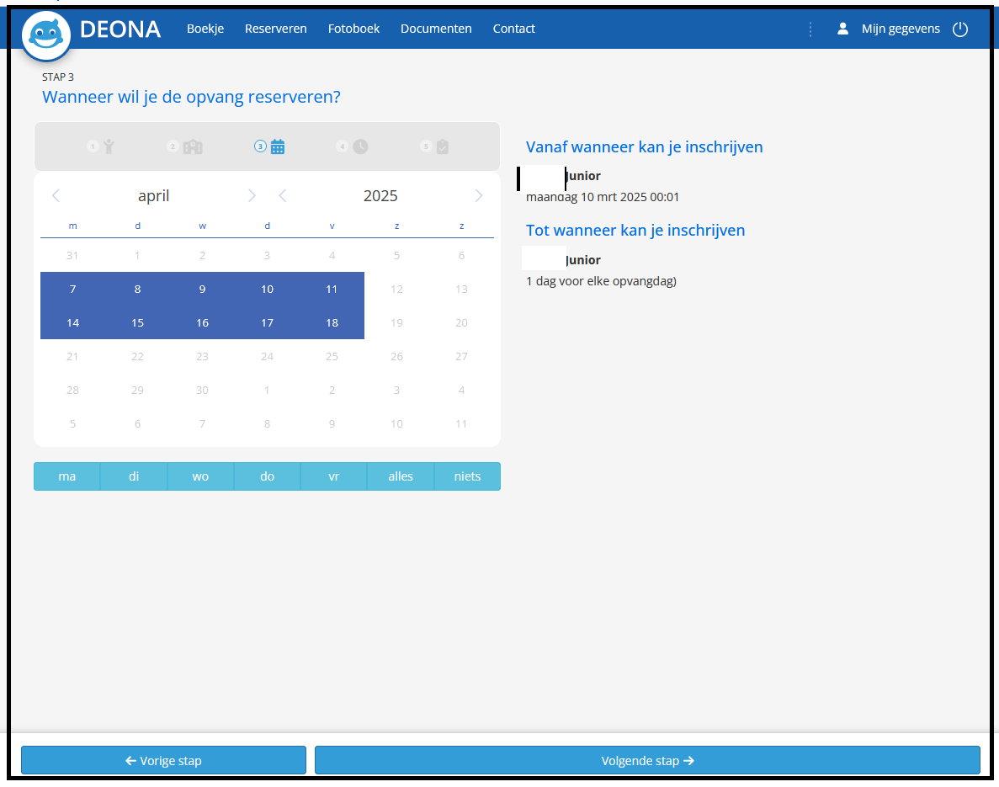 DEONA Boekje Reserveren Fotoboek Documenten Contact Mijn gegevens
STAP 3
Wanneer wil je de opvang reserveren?
1 2 3 4 5
april 2025
m d w d v z z
31 1 2 3 4 5 6
7 8 9 10 11 12 13
14 15 16 17 18 19 20
21 22 23 24 25 26 27
28 29 30 1 2 3 4
5 6 7 8 9 10 11
ma di wo do vr alles niets
Vanaf wanneer kan je inschrijven
Junior
maandag 10 mrt 2025 00:01
Tot wanneer kan je inschrijven
Junior
1 dag voor elke opvangdag)
← Vorige stap
Volgende stap →